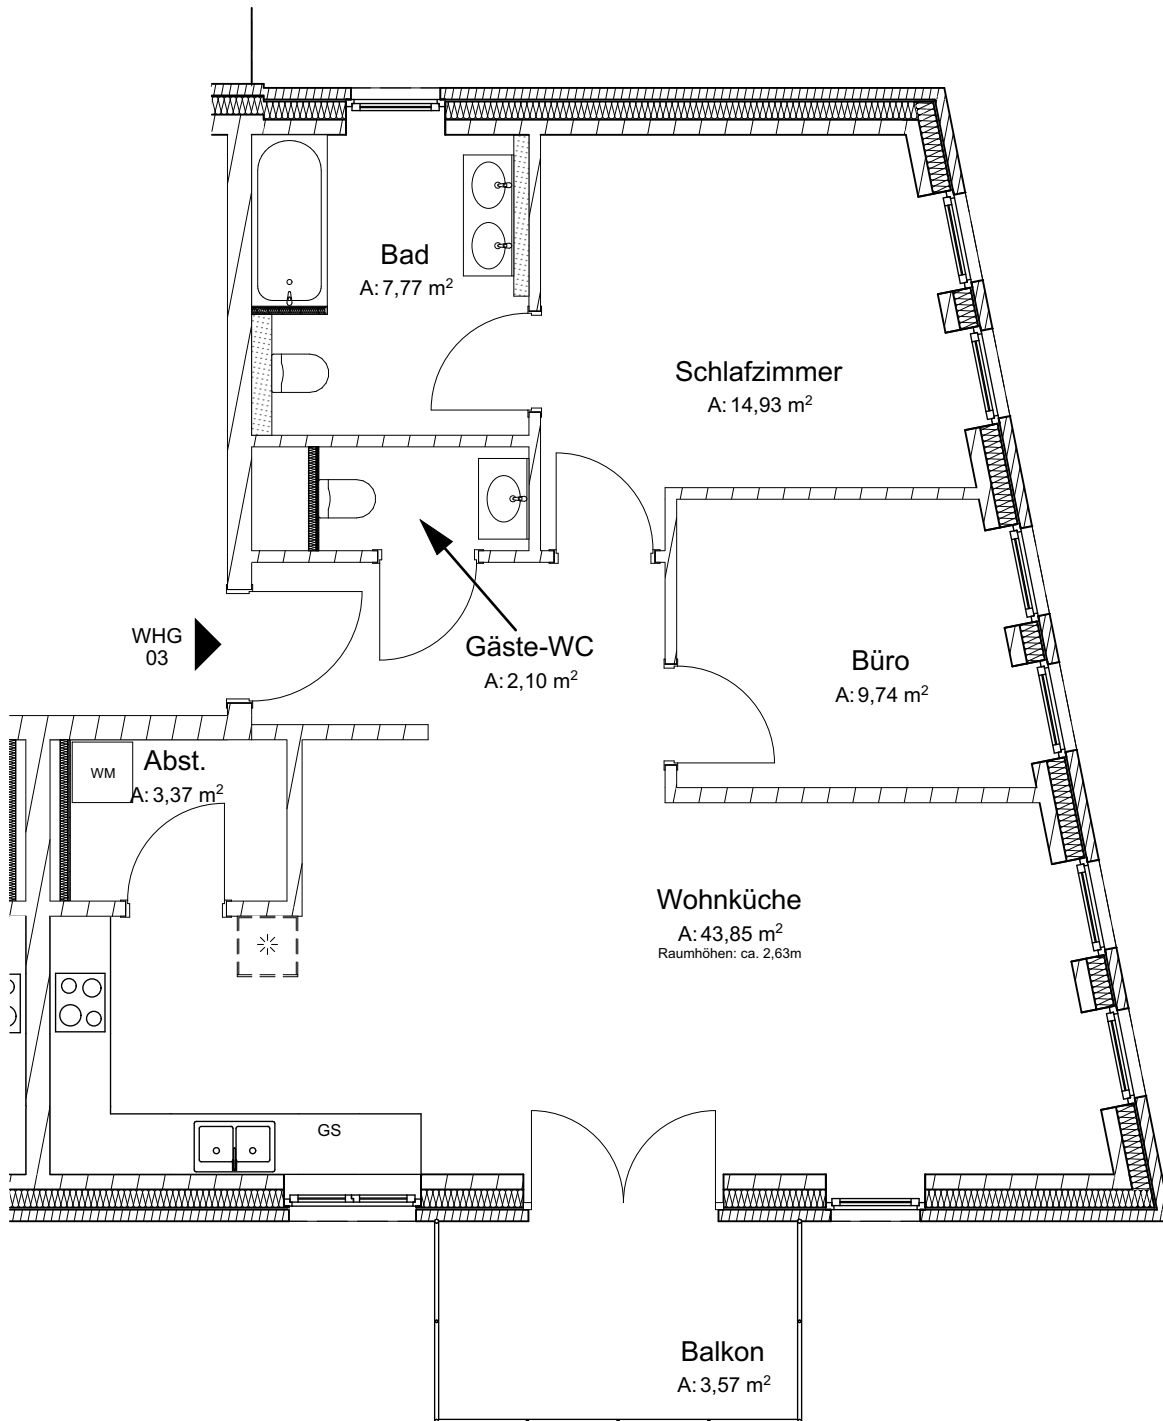 Bad
A: 7,77 m²
Schlafzimmer
A: 14,93 m²
WHG
03
Gäste-WC
A: 2,10 m²
Büro
A: 9,74 m²
Abst.
WM
A: 3,37 m²
Wohnküche
A: 43,85 m²
Raumhöhen: ca. 2,63m
GS
Balkon
A: 3,57 m²